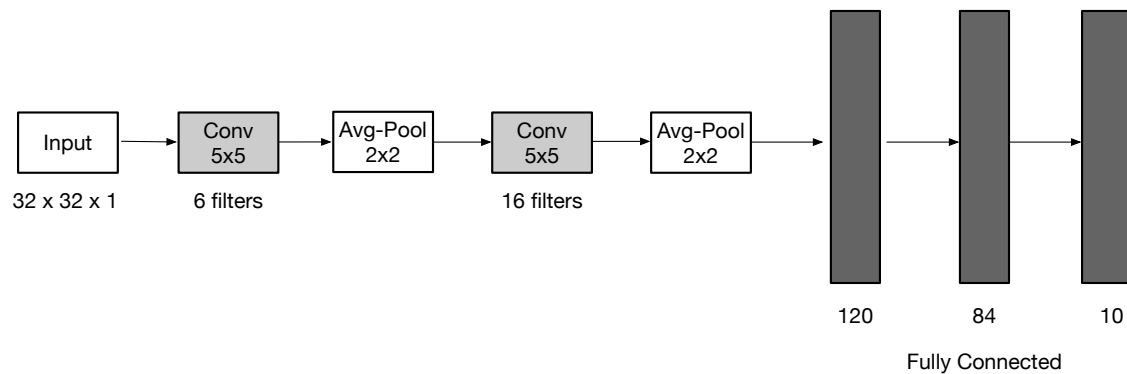 Input
32 x 32 x 1
Conv
5x5
6 filters
Avg-Pool
2x2
Conv
5x5
16 filters
Avg-Pool
2x2
120
84
10
Fully Connected